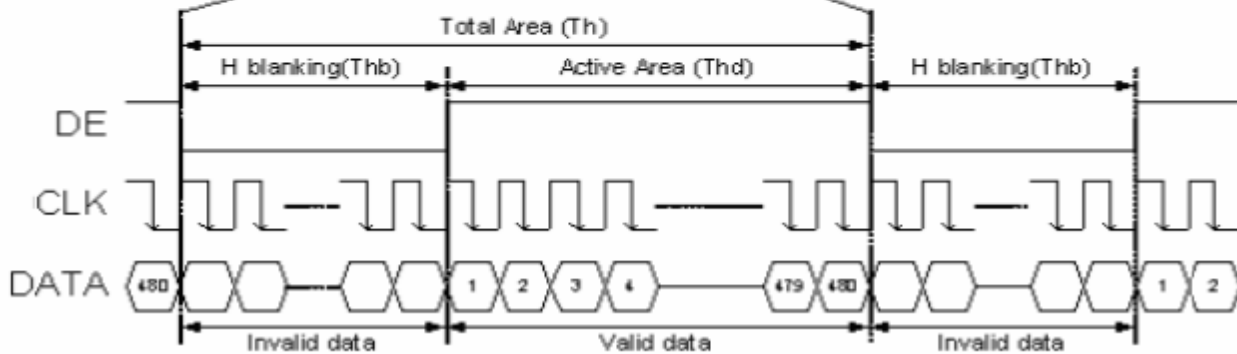 Total Area (Th)
H blanking(Thb) Active Area (Thd) H blanking(Thb)
DE
CLK
DATA 480 1 2 3 4 479 480 1 2
Invalid data Valid data Invalid data